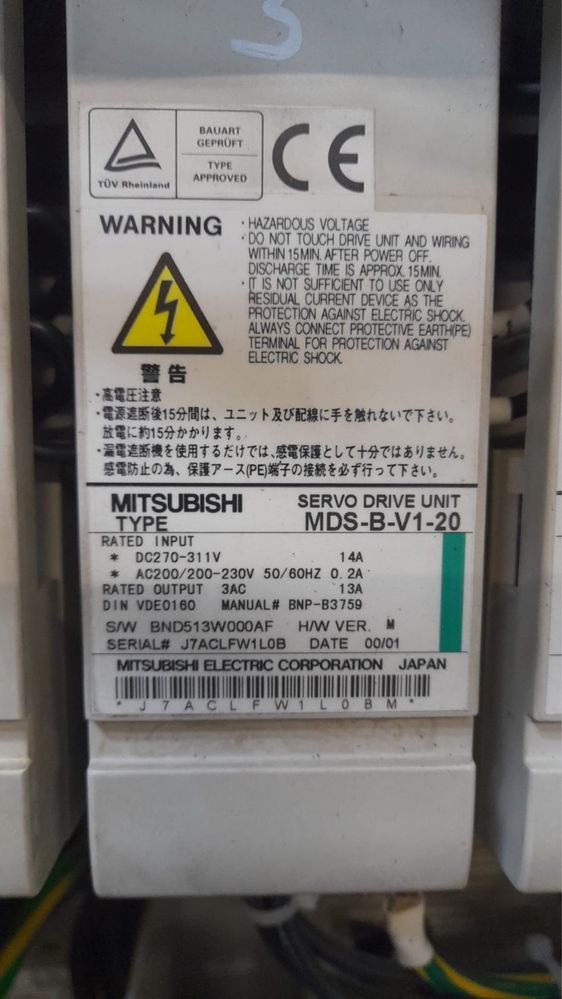 5
TÜV Rheinland
BAUART
GEPRÜFT
TYPE
APPROVED
CE
WARNING
警告
・HAZARDOUS VOLTAGE
・DO NOT TOUCH DRIVE UNIT AND WIRING
WITHIN 15MIN. AFTER POWER OFF.
DISCHARGE TIME IS APPROX. 15MIN.
・IT IS NOT SUFFICIENT TO USE ONLY
RESIDUAL CURRENT DEVICE AS THE
PROTECTION AGAINST ELECTRIC SHOCK.
ALWAYS CONNECT PROTECTIVE EARTH(PE)
TERMINAL FOR PROTECTION AGAINST
ELECTRIC SHOCK.
・高電圧注意
・電源遮断後15分間は、ユニット及び配線に手を触れないで下さい。
放電に約15分かかります。
・漏電遮断機を使用するだけでは、感電保護として十分ではありません。
感電防止の為、保護アース(PE)端子の接続を必ず行って下さい。
MITSUBISHI SERVO DRIVE UNIT
TYPE MDS-B-V1-20
RATED INPUT
* DC270-311V 14A
* AC200/200-230V 50/60HZ 0.2A
RATED OUTPUT 3AC 13A
DIN VDE0160 MANUAL# BNP-B3759
S/W BND513W000AF H/W VER. M
SERIAL# J7ACLFW1L0B DATE 00/01
MITSUBISHI ELECTRIC CORPORATION JAPAN
*J7ACLFW1L0BM*